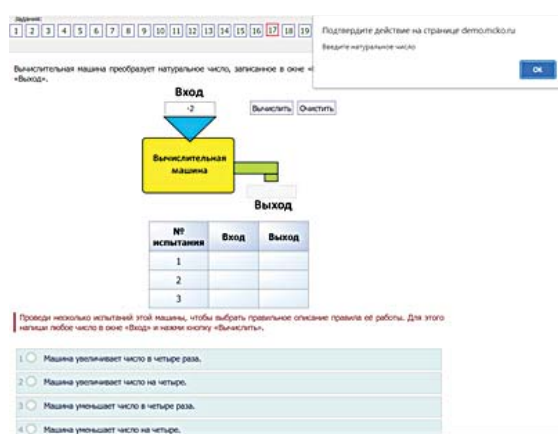 Задания:
1 2 3 4 5 6 7 8 9 10 11 12 13 14 15 16 17 18 19
Подтвердите действие на странице demo.mcko.ru
Введите натуральное число
ОК
Вычислительная машина преобразует натуральное число, записанное в окне «
«Выход».
Вход
-2
Вычислить Очистить
Вычислительная
машина
Выход
№
испытания Вход Выход
1
2
3
Проведи несколько испытаний этой машины, чтобы выбрать правильное описание правила её работы. Для этого
напиши любое число в окне «Вход» и нажми кнопку «Вычислить».
1 Машина увеличивает число в четыре раза.
2 Машина увеличивает число на четыре.
3 Машина уменьшает число в четыре раза.
4 Машина уменьшает число на четыре.